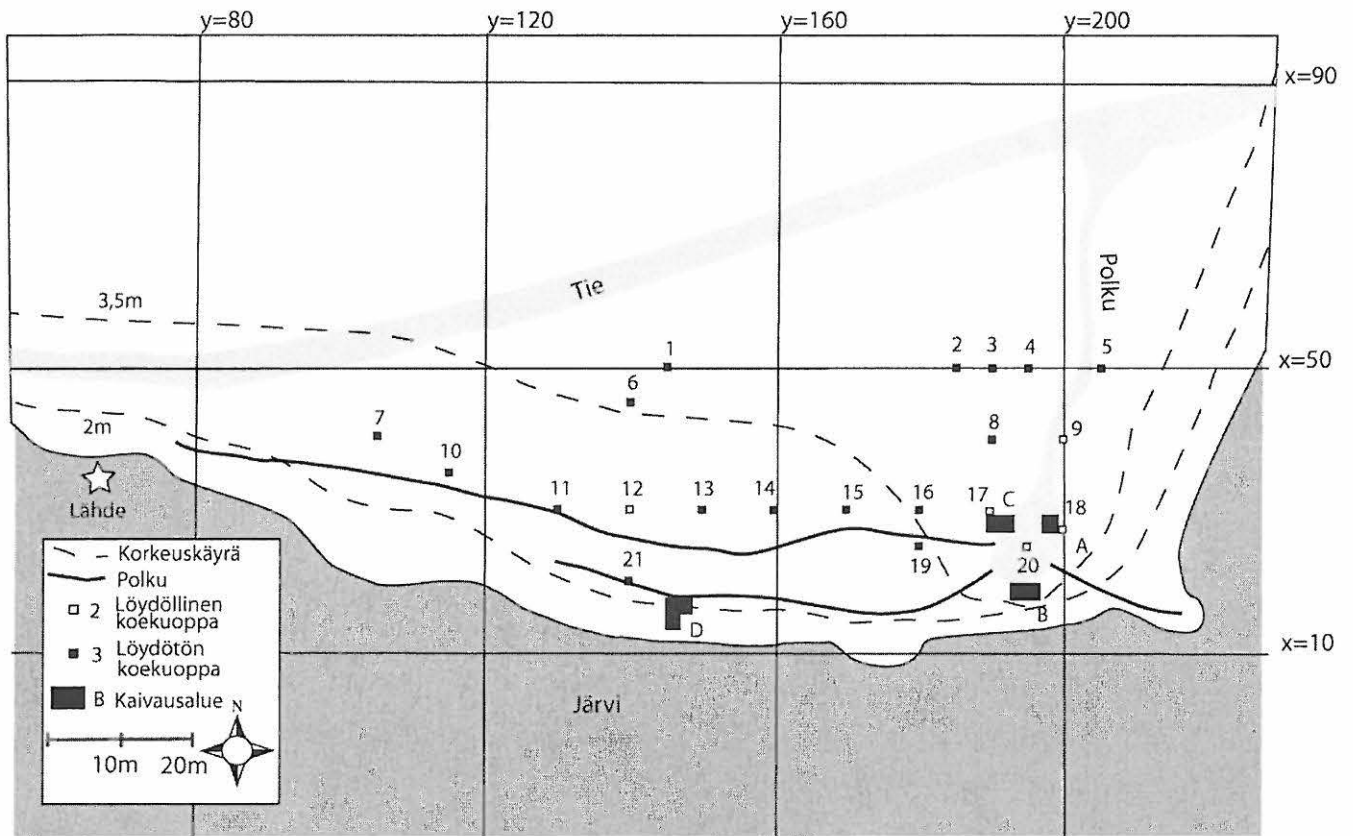 y=80 y=120 y=160 y=200
x=90
Tie
Polku
3,5m
1 2 3 4 5
x=50
6
2m
7 8 9
10
Lähde
11 12 13 14 15 16 17 C 18
A
19 20
21
B
D
x=10
Järvi
Korkeuskäyrä
Polku
2 Löydöllinen
koekuoppa
3 Löydötön
koekuoppa
B Kaivausalue
N
10m 20m